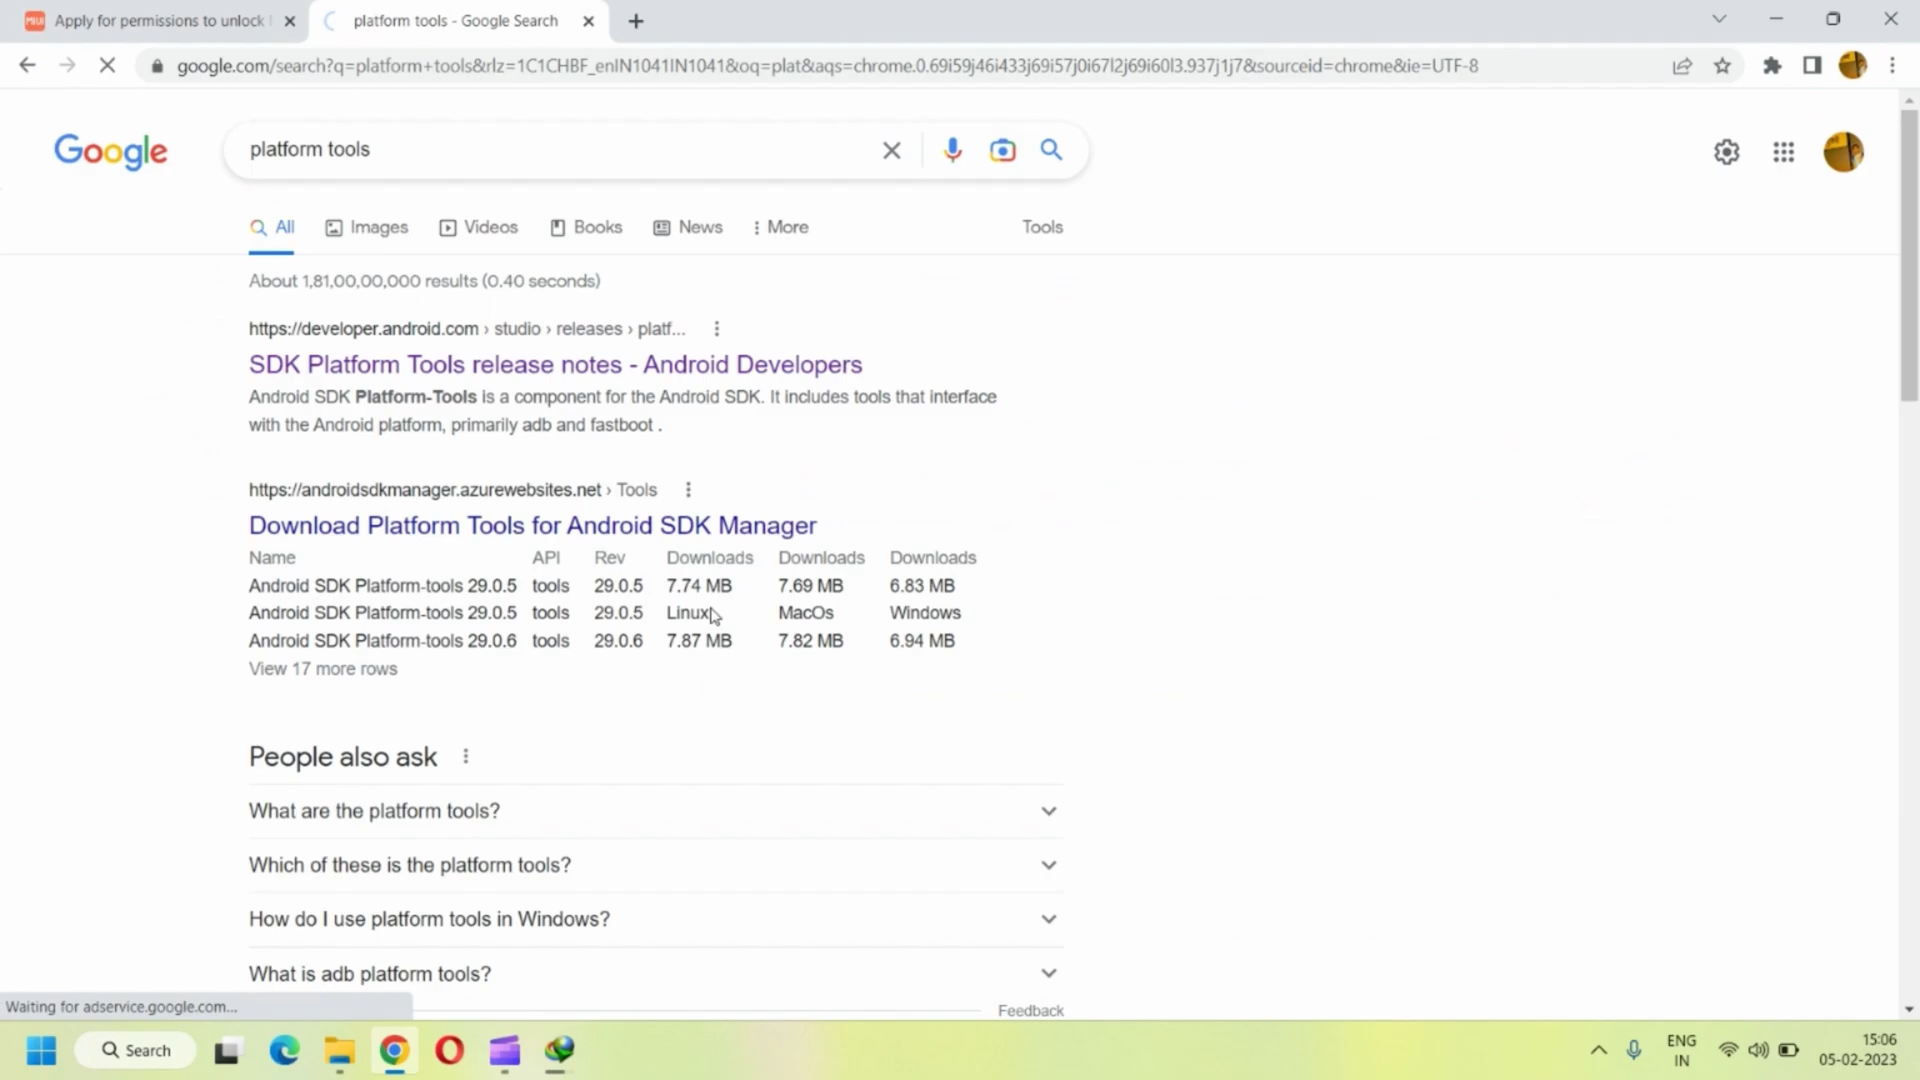 Apply for permissions to unlock
platform tools - Google Search
google.com/search?q=platform+tools&rlz=1C1CHBF_enIN1041IN1041&oq=plat&aqs=chrome.0.69i59j46i433j69i57j0i67l2j69i60l3.937j1j7&sourceid=chrome&ie=UTF-8
Google
platform tools
All Images Videos Books News More Tools
About 1,81,00,00,000 results (0.40 seconds)
https://developer.android.com › studio › releases › platf...
SDK Platform Tools release notes - Android Developers
Android SDK Platform-Tools is a component for the Android SDK. It includes tools that interface
with the Android platform, primarily adb and fastboot .
https://androidsdkmanager.azurewebsites.net › Tools
Download Platform Tools for Android SDK Manager
Name API Rev Downloads Downloads Downloads
Android SDK Platform-tools 29.0.5 tools 29.0.5 7.74 MB 7.69 MB 6.83 MB
Android SDK Platform-tools 29.0.5 tools 29.0.5 Linux MacOs Windows
Android SDK Platform-tools 29.0.6 tools 29.0.6 7.87 MB 7.82 MB 6.94 MB
View 17 more rows
People also ask
What are the platform tools?
Which of these is the platform tools?
How do I use platform tools in Windows?
What is adb platform tools?
Feedback
Waiting for adservice.google.com...
Search
ENG
IN
15:06
05-02-2023